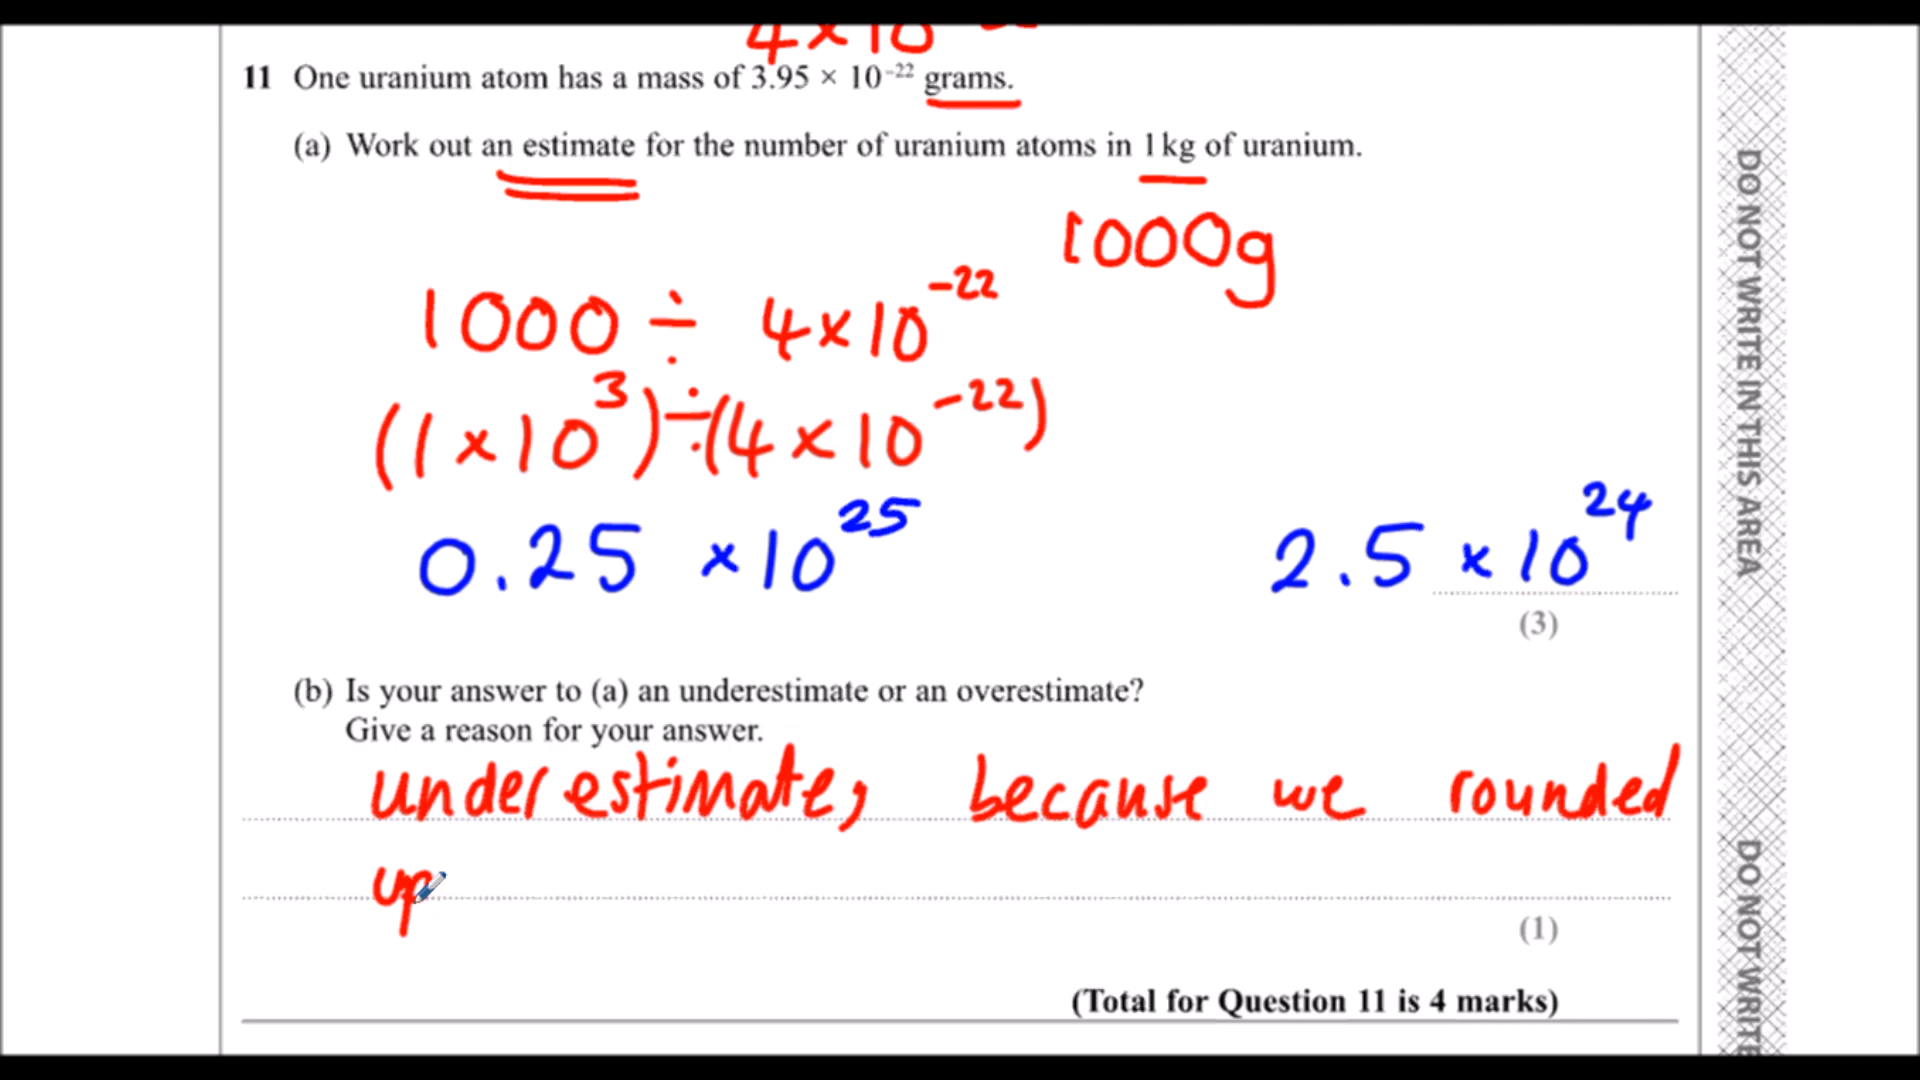 4×10
11 One uranium atom has a mass of 3.95 × 10⁻²² grams.
(a) Work out an estimate for the number of uranium atoms in 1 kg of uranium.
1000g
1000 ÷ 4×10⁻²²
(1×10³)÷(4×10⁻²²)
0.25 ×10²⁵
2.5 ×10²⁴
(3)
(b) Is your answer to (a) an underestimate or an overestimate?
Give a reason for your answer.
underestimate, because we rounded
up
(1)
(Total for Question 11 is 4 marks)
DO NOT WRITE IN THIS AREA
DO NOT WRITE